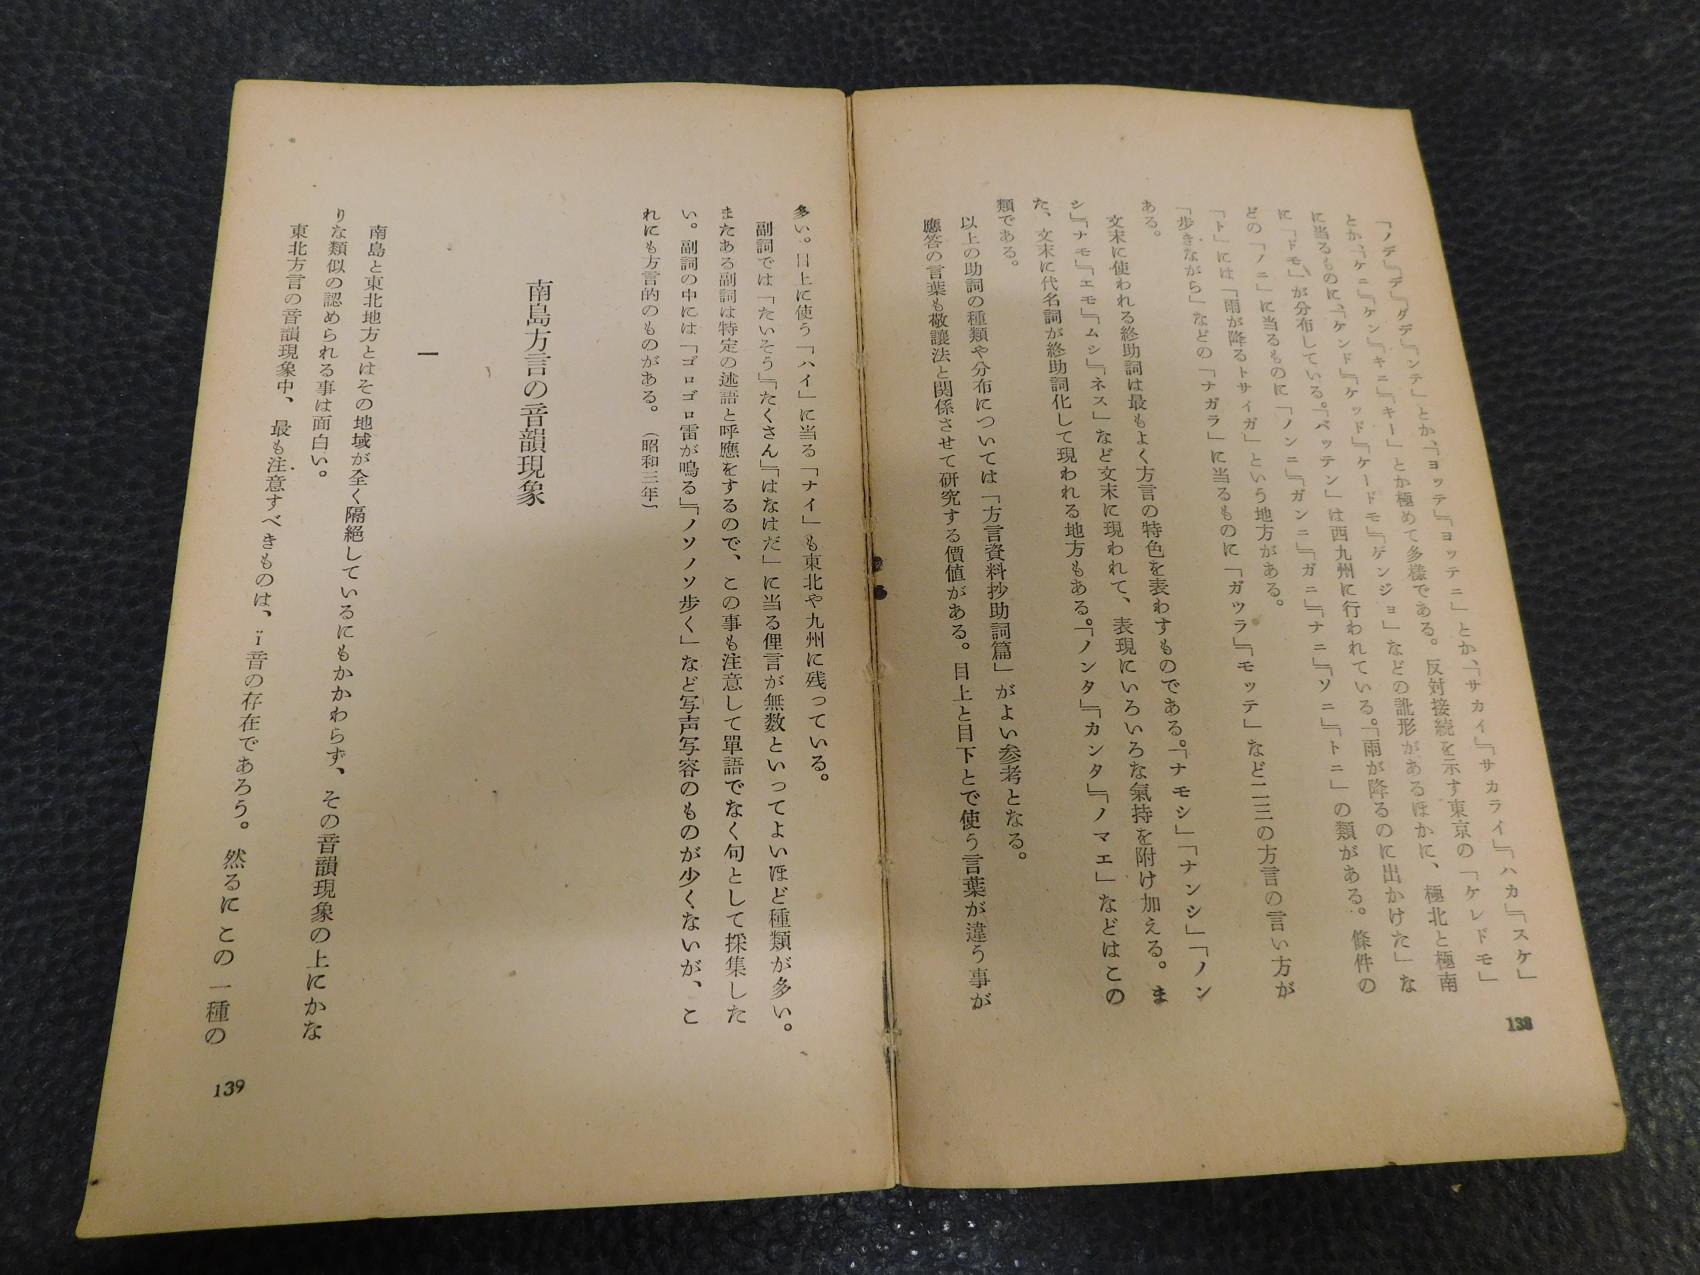 「ノデ」『デ」『ダデ」『ンテ」とか、「ヨッテ」『ヨッテニ」とか、「サカイ」『サカライ」『ハカ」『スケ」
とか、「ケニ」『ケン」『キニ」『キー」とか極めて多様である。反対接続を示す東京の「ケレドモ」
に当るものに、「ケンド」『ケッド』『ケードモ』『ゲンジョ」などの訛形があるほかに、極北と極南
に「ドモ」が分布している。「バッテン」は西九州に行われている。「雨が降るのに出かけた」な
どの「ノニ」に当るものに「ノンニ」『ガンニ」『ガニ」『ナニ」『ソニ」『トニ」の類がある。條件の
「ト」には「雨が降るトサイガ」という地方がある。
「歩きながら」などの「ナガラ」に当るものに「ガツラ」『モッテ」など二三の方言の言い方が
ある。
文末に使われる終助詞は最もよく方言の特色を表わすものである。「ナモシ」「ナンシ」「ノン
シ」『ナモ」『エモ」『ムシ」『ネス」など文末に現われて、表現にいろいろな氣持を附け加える。ま
た、文末に代名詞が終助詞化して現われる地方もある。「ノンタ」『カンタ」『ノマエ」などはこの
類である。
以上の助詞の種類や分布については「方言資料抄助詞篇」がよい参考となる。
應答の言葉も敬讓法と関係させて研究する價値がある。目上と目下とで使う言葉が違う事が
138
多い。目上に使う「ハイ」に当る「ナイ」も東北や九州に残っている。
副詞では「たいそう」『たくさん』『はなはだ」に当る俚言が無数といってよいほど種類が多い。
またある副詞は特定の述語と呼應をするので、この事も注意して單語でなく句として採集した
い。副詞の中には「ゴロゴロ雷が鳴る』『ノソノソ歩く」など写声写容のものが少くないが、こ
れにも方言的のものがある。（昭和三年）
南島方言の音韻現象
一
南島と東北地方とはその地域が全く隔絶しているにもかかわらず、その音韻現象の上にかな
りな類似の認められる事は面白い。
東北方言の音韻現象中、最も注意すべきものは、ï音の存在であろう。然るにこの一種の
139